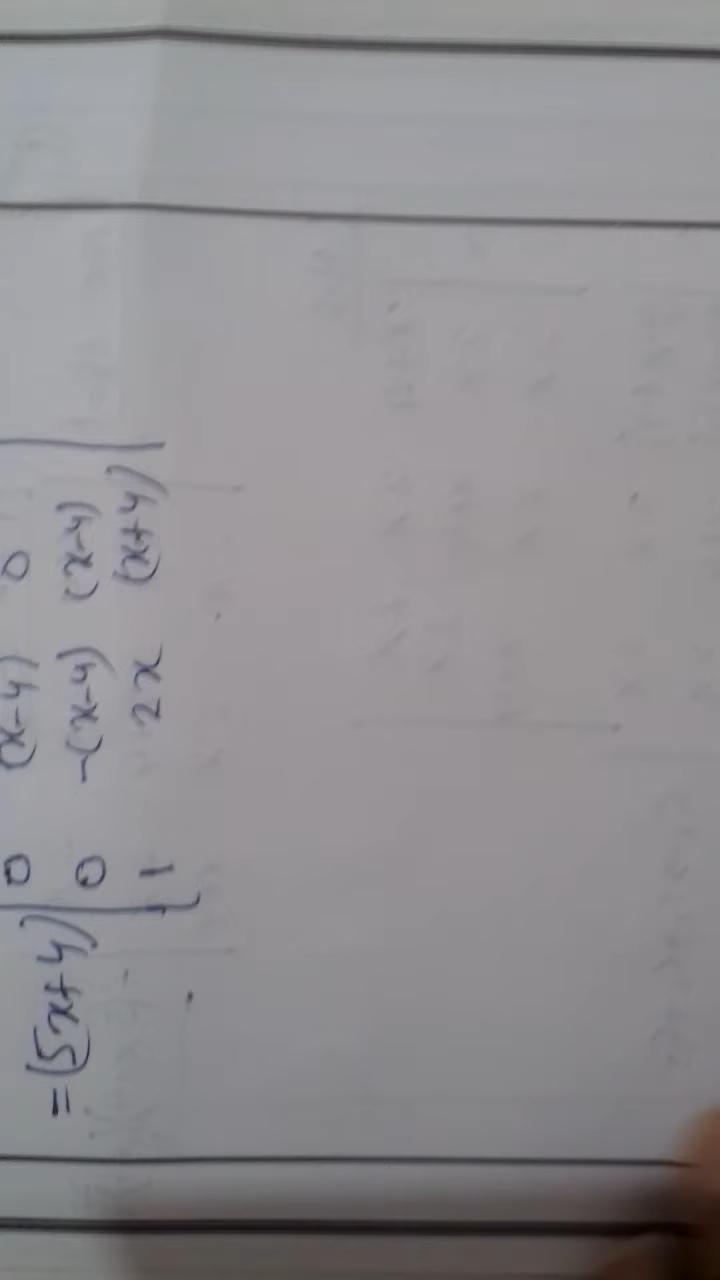 0 (x-4) 0
=(5x+4) 0 -(x-4) (x-4)
1 2x (x+4)